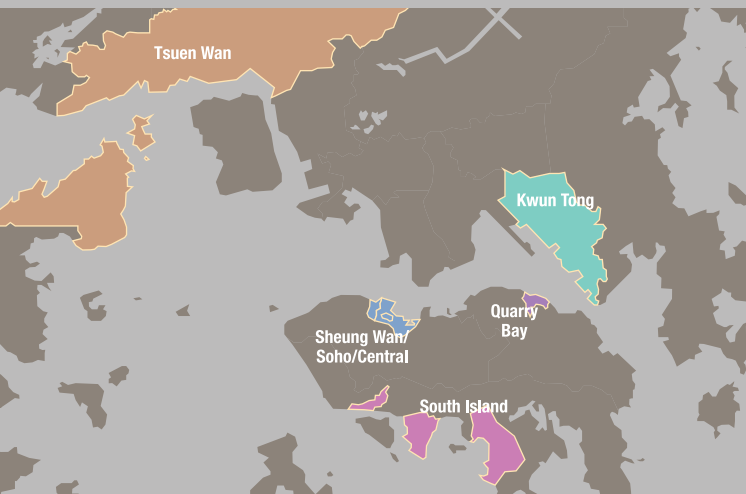 Tsuen Wan
Kwun Tong
Quarry
Bay
Sheung Wan/
Soho/Central
South Island